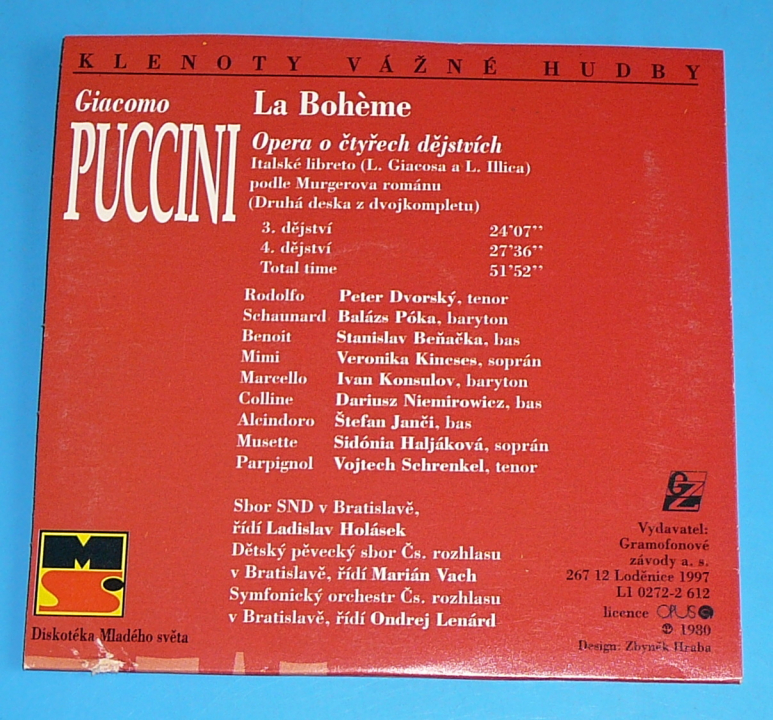 KLENOTY VÁŽNÉ HUDBY
Giacomo
PUCCINI
La Bohème
Opera o čtyřech dějstvích
Italské libreto (L. Giacosa a L. Illica)
podle Murgerova románu
(Druhá deska z dvojkompletu)
3. dějství 24'07''
4. dějství 27'36''
Total time 51'52''
Rodolfo Peter Dvorský, tenor
Schaunard Balázs Póka, baryton
Benoit Stanislav Beňačka, bas
Mimi Veronika Kincses, soprán
Marcello Ivan Konsulov, baryton
Colline Dariusz Niemirowicz, bas
Alcindoro Štefan Janči, bas
Musette Sidónia Haljáková, soprán
Parpignol Vojtech Schrenkel, tenor
Sbor SND v Bratislavě,
řídí Ladislav Holásek
Dětský pěvecký sbor Čs. rozhlasu
v Bratislavě, řídí Marián Vach
Symfonický orchestr Čs. rozhlasu
v Bratislavě, řídí Ondrej Lenárd
MS
Diskotéka Mladého světa
GZ
Vydavatel:
Gramofonové
závody a. s.
267 12 Loděnice 1997
L1 0272-2 612
licence OPUS
℗ 1980
Design: Zbyněk Hraba